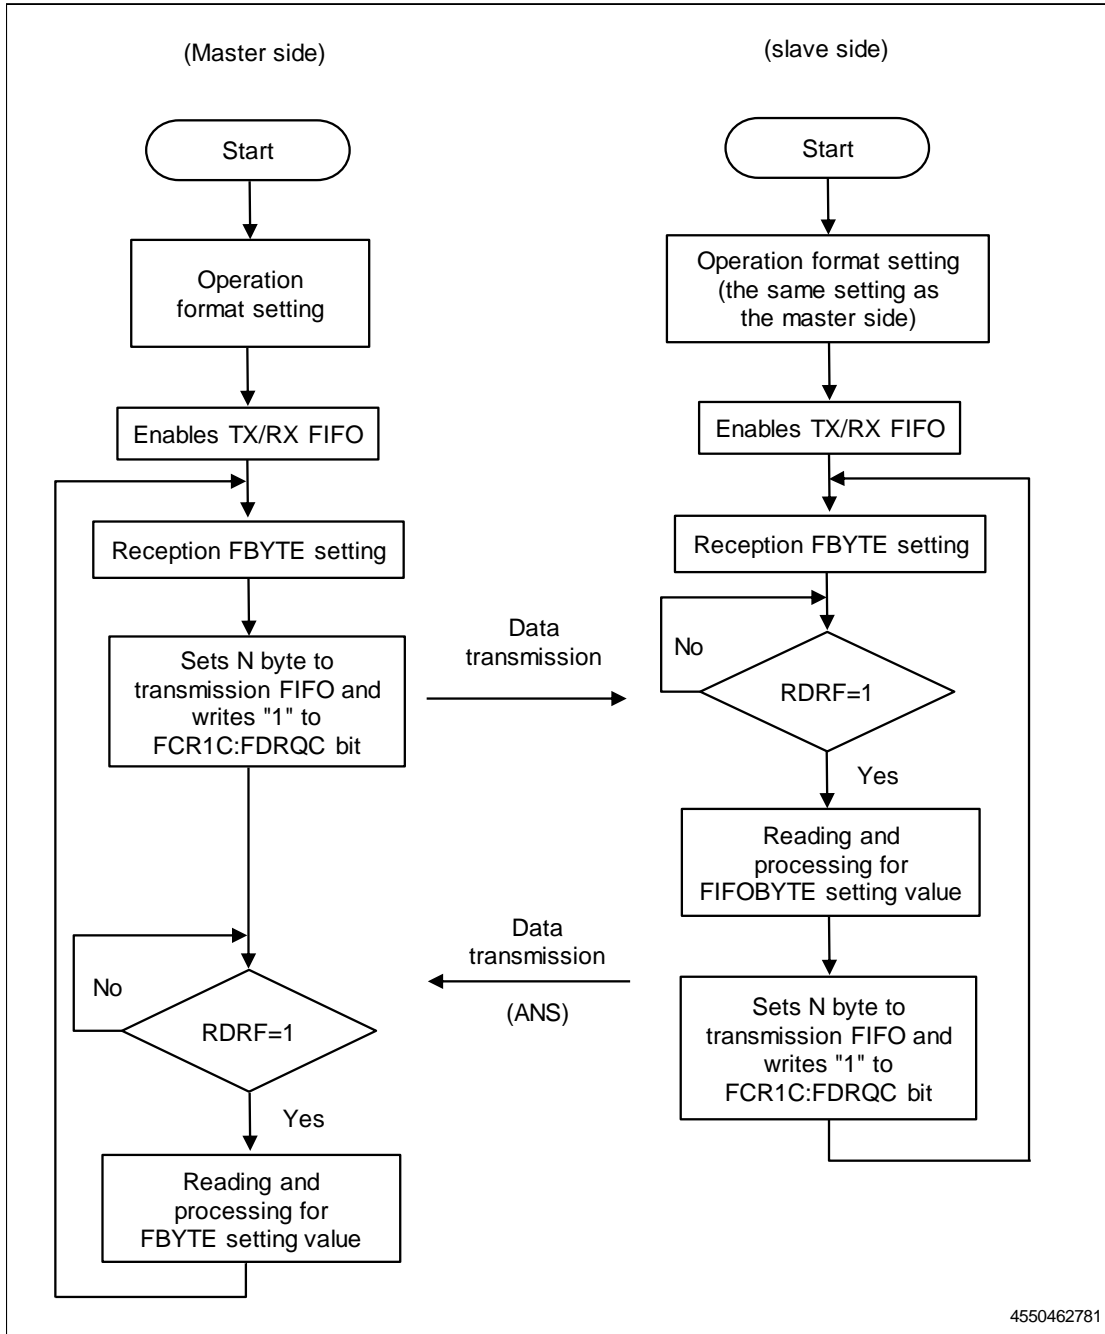 (Master side)
Start
Operation
format setting
Enables TX/RX FIFO
Reception FBYTE setting
Sets N byte to
transmission FIFO and
writes "1" to
FCR1C:FDRQC bit
No
RDRF=1
Yes
Reading and
processing for
FBYTE setting value
Data
transmission
Data
transmission
(ANS)
(slave side)
Start
Operation format setting
(the same setting as
the master side)
Enables TX/RX FIFO
Reception FBYTE setting
No
RDRF=1
Yes
Reading and
processing for
FIFOBYTE setting value
Sets N byte to
transmission FIFO and
writes "1" to
FCR1C:FDRQC bit
4550462781